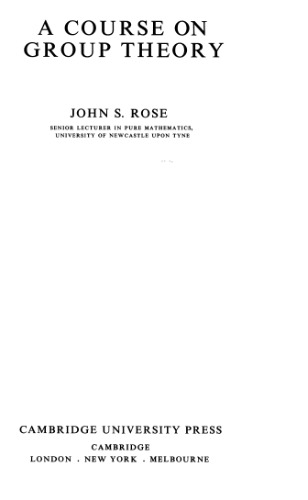 A COURSE ON
GROUP THEORY
JOHN S. ROSE
SENIOR LECTURER IN PURE MATHEMATICS,
UNIVERSITY OF NEWCASTLE UPON TYNE
CAMBRIDGE UNIVERSITY PRESS
CAMBRIDGE
LONDON . NEW YORK . MELBOURNE